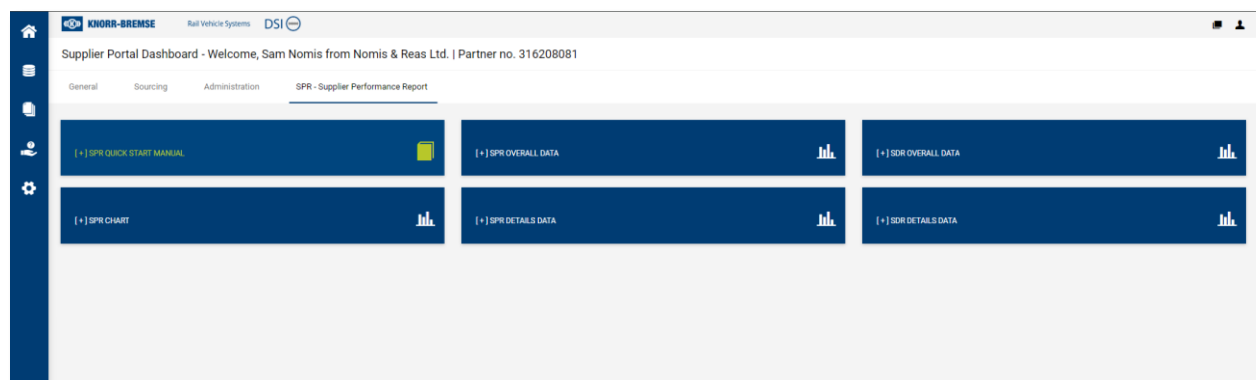 KNORR-BREMSE Rail Vehicle Systems DSI
Supplier Portal Dashboard - Welcome, Sam Nomis from Nomis & Reas Ltd. | Partner no. 316208081
General Sourcing Administration SPR - Supplier Performance Report
[+] SPR QUICK START MANUAL [+] SPR OVERALL DATA [+] SDR OVERALL DATA
[+] SPR CHART [+] SPR DETAILS DATA [+] SDR DETAILS DATA